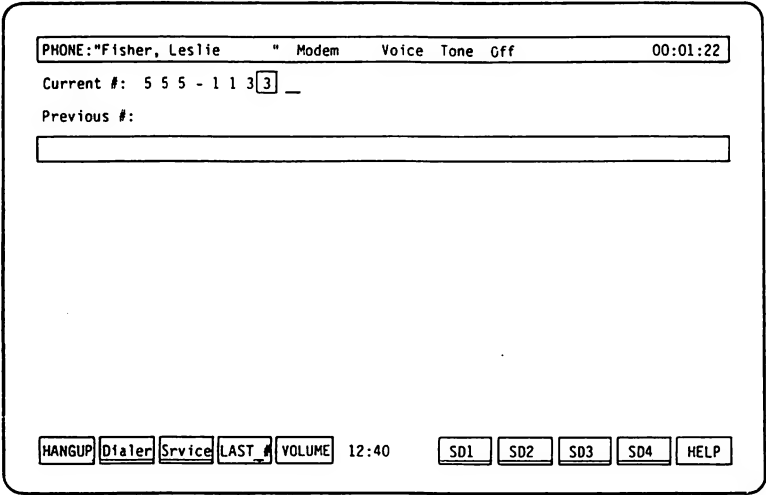 PHONE:"Fisher, Leslie " Modem Voice Tone Off 00:01:22
Current #: 5 5 5 - 1 1 3 3 _
Previous #:
HANGUP Dialer Srvice LAST_# VOLUME 12:40 SD1 SD2 SD3 SD4 HELP